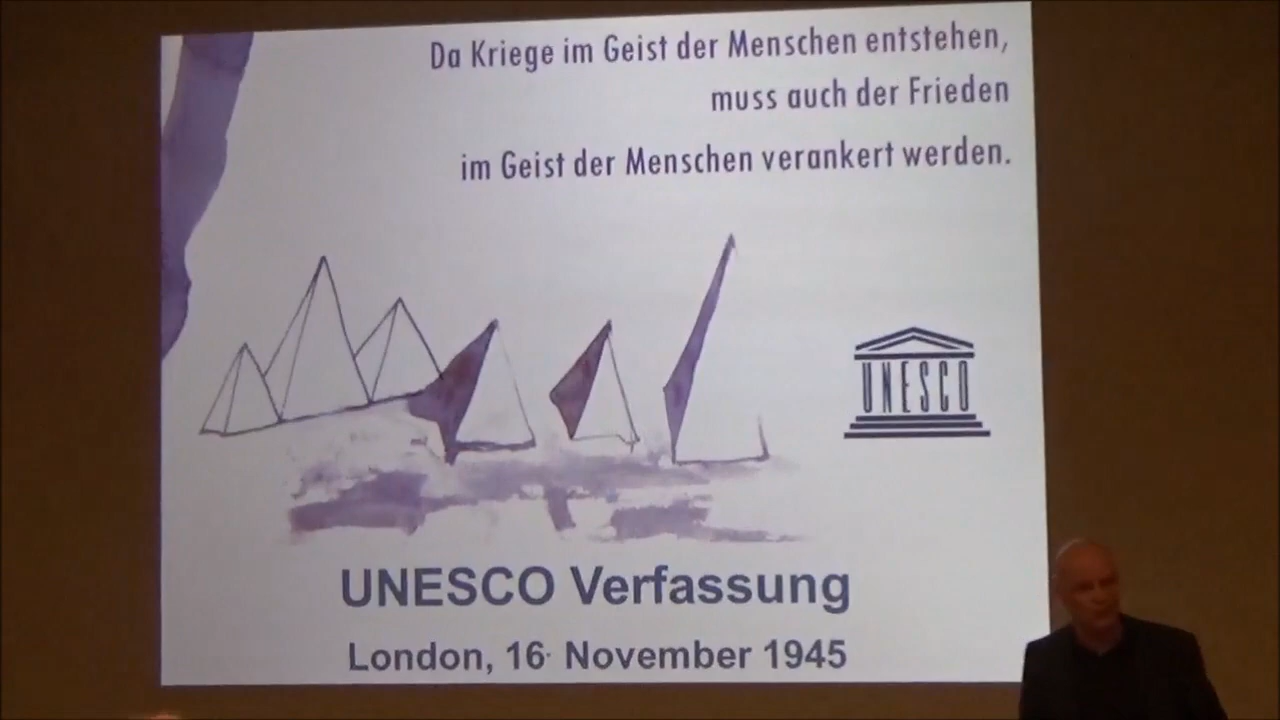 Da Kriege im Geist der Menschen entstehen,
muss auch der Frieden
im Geist der Menschen verankert werden.
UNESCO
UNESCO Verfassung
London, 16. November 1945